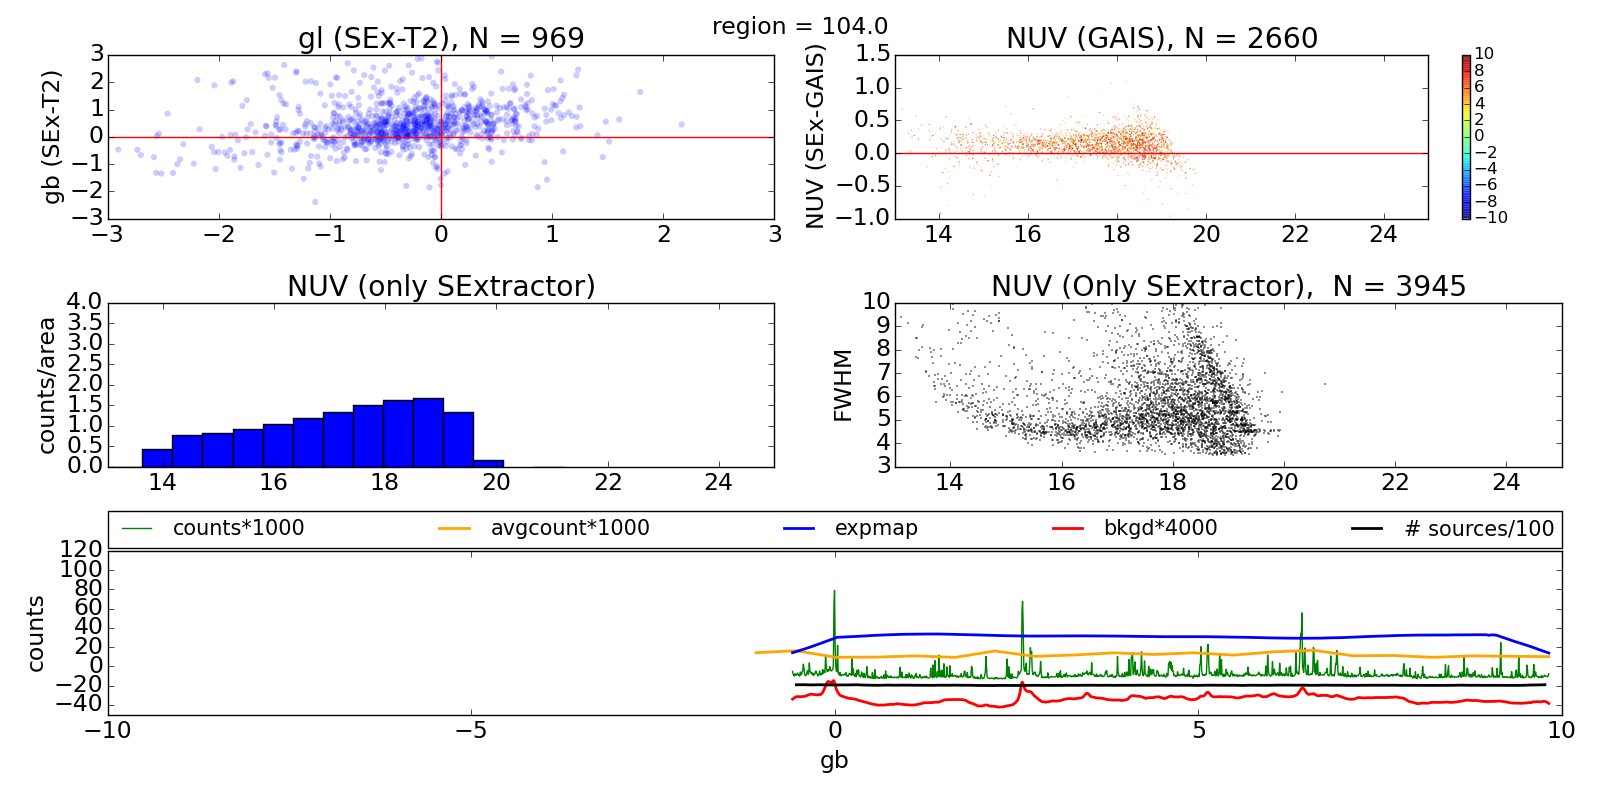 region = 104.0
gl (SEx-T2), N = 969
gb (SEx-T2)
3
2
1
0
−1
−2
−3
−3 −2 −1 0 1 2 3
NUV (GAIS), N = 2660
NUV (SEx-GAIS)
1.5
1.0
0.5
0.0
−0.5
−1.0
14 16 18 20 22 24
10
8
6
4
2
0
−2
−4
−6
−8
−10
NUV (only SExtractor)
counts/area
4.0
3.5
3.0
2.5
2.0
1.5
1.0
0.5
0.0
14 16 18 20 22 24
NUV (Only SExtractor), N = 3945
FWHM
10
9
8
7
6
5
4
3
14 16 18 20 22 24
counts*1000 avgcount*1000 expmap bkgd*4000 # sources/100
counts
120
100
80
60
40
20
0
−20
−40
−10 −5 0 5 10
gb